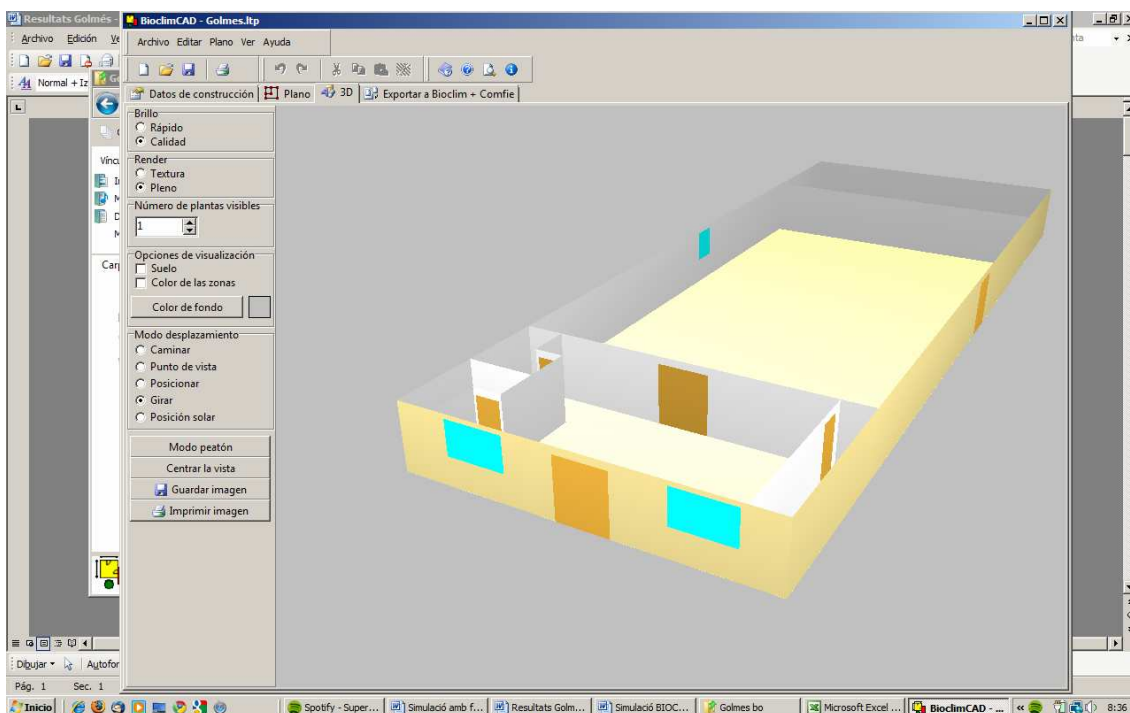 Resultats Golmés -
BioclimCAD - Golmes.ltp
Archivo Edición Ve
Archivo Editar Plano Ver Ayuda
Normal + Iz
Datos de construcción Plano 3D Exportar a Bioclim + Comfie
Brillo
Rápido
Calidad
Render
Textura
Pleno
Número de plantas visibles
1
Opciones de visualización
Suelo
Color de las zonas
Color de fondo
Modo desplazamiento
Caminar
Punto de vista
Posicionar
Girar
Posición solar
Modo peatón
Centrar la vista
Guardar imagen
Imprimir imagen
Dibujar Autofor
Pág. 1 Sec. 1
Inicio Spotify - Super... Simulació amb f... Resultats Golm... Simulació BIOC... Golmes bo Microsoft Excel ... BioclimCAD - ... « 8:36